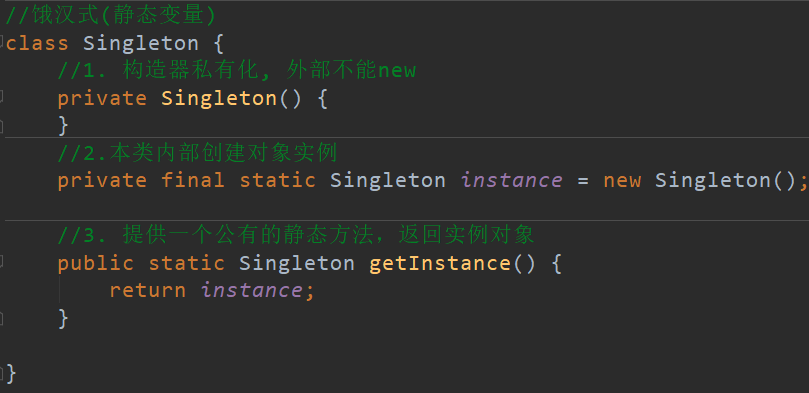 //饿汉式(静态变量)
class Singleton {
//1. 构造器私有化, 外部不能new
private Singleton() {
}
//2.本类内部创建对象实例
private final static Singleton instance = new Singleton();
//3. 提供一个公有的静态方法，返回实例对象
public static Singleton getInstance() {
return instance;
}
}